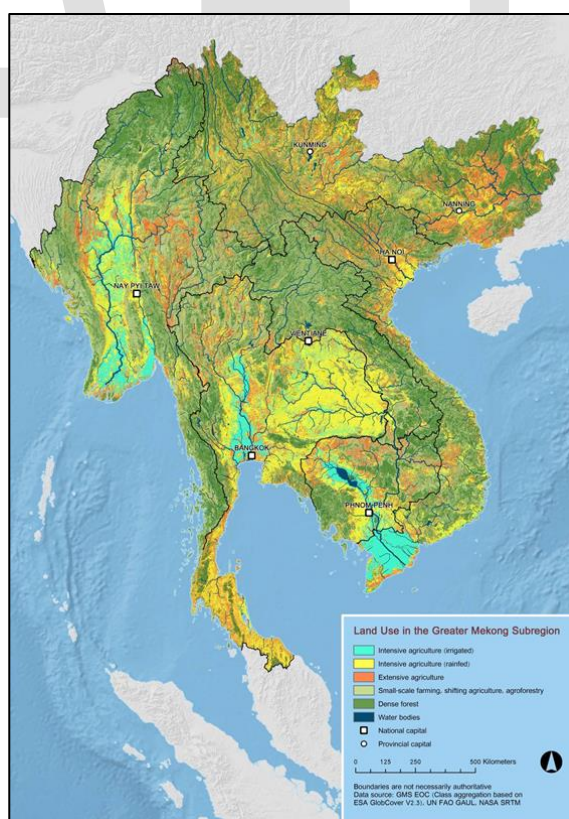 KUNMING
NANNING
HA NOI
NAY PYI TAW
VIENTIANE
BANGKOK
PHNOM PENH
Land Use in the Greater Mekong Subregion
Intensive agriculture (irrigated)
Intensive agriculture (rainfed)
Extensive agriculture
Small-scale farming, shifting agriculture, agroforestry
Dense forest
Water bodies
National capital
Provincial capital
0 125 250 500 Kilometers
Boundaries are not necessarily authoritative
Data source: GMS EOC (Class aggregation based on
ESA GlobCover V2.3), UN FAO GAUL, NASA SRTM